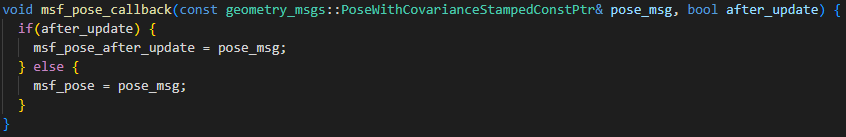 void msf_pose_callback(const geometry_msgs::PoseWithCovarianceStampedConstPtr& pose_msg, bool after_update) {
  if(after_update) {
    msf_pose_after_update = pose_msg;
  } else {
    msf_pose = pose_msg;
  }
}